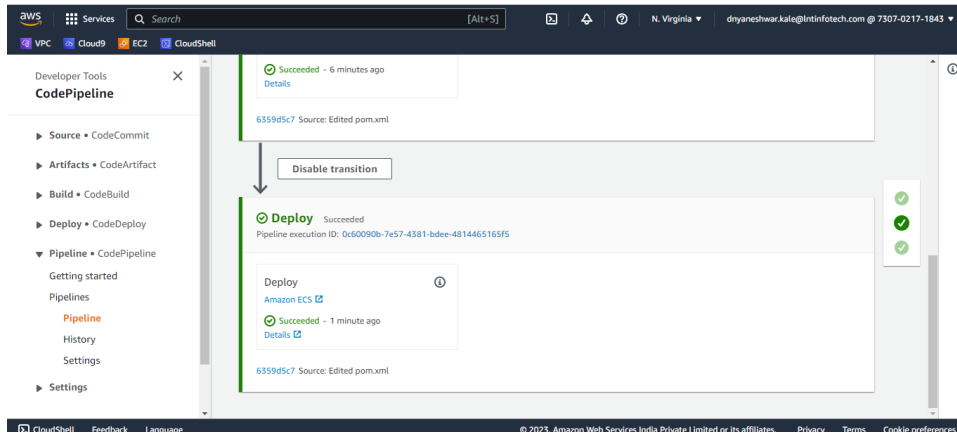 aws Services Search [Alt+S] N. Virginia ▼ dnyaneshwar.kale@lntinfotech.com @ 7307-0217-1843 ▼
VPC Cloud9 EC2 CloudShell
Developer Tools
CodePipeline
Source • CodeCommit
Artifacts • CodeArtifact
Build • CodeBuild
Deploy • CodeDeploy
Pipeline • CodePipeline
Getting started
Pipelines
Pipeline
History
Settings
Settings
Succeeded - 6 minutes ago
Details
6359d5c7 Source: Edited pom.xml
Disable transition
Deploy Succeeded
Pipeline execution ID: 0c60090b-7e57-4381-bdee-4814465165f5
Deploy
Amazon ECS
Succeeded - 1 minute ago
Details
6359d5c7 Source: Edited pom.xml
CloudShell Feedback Language © 2023, Amazon Web Services India Private Limited or its affiliates. Privacy Terms Cookie preferences